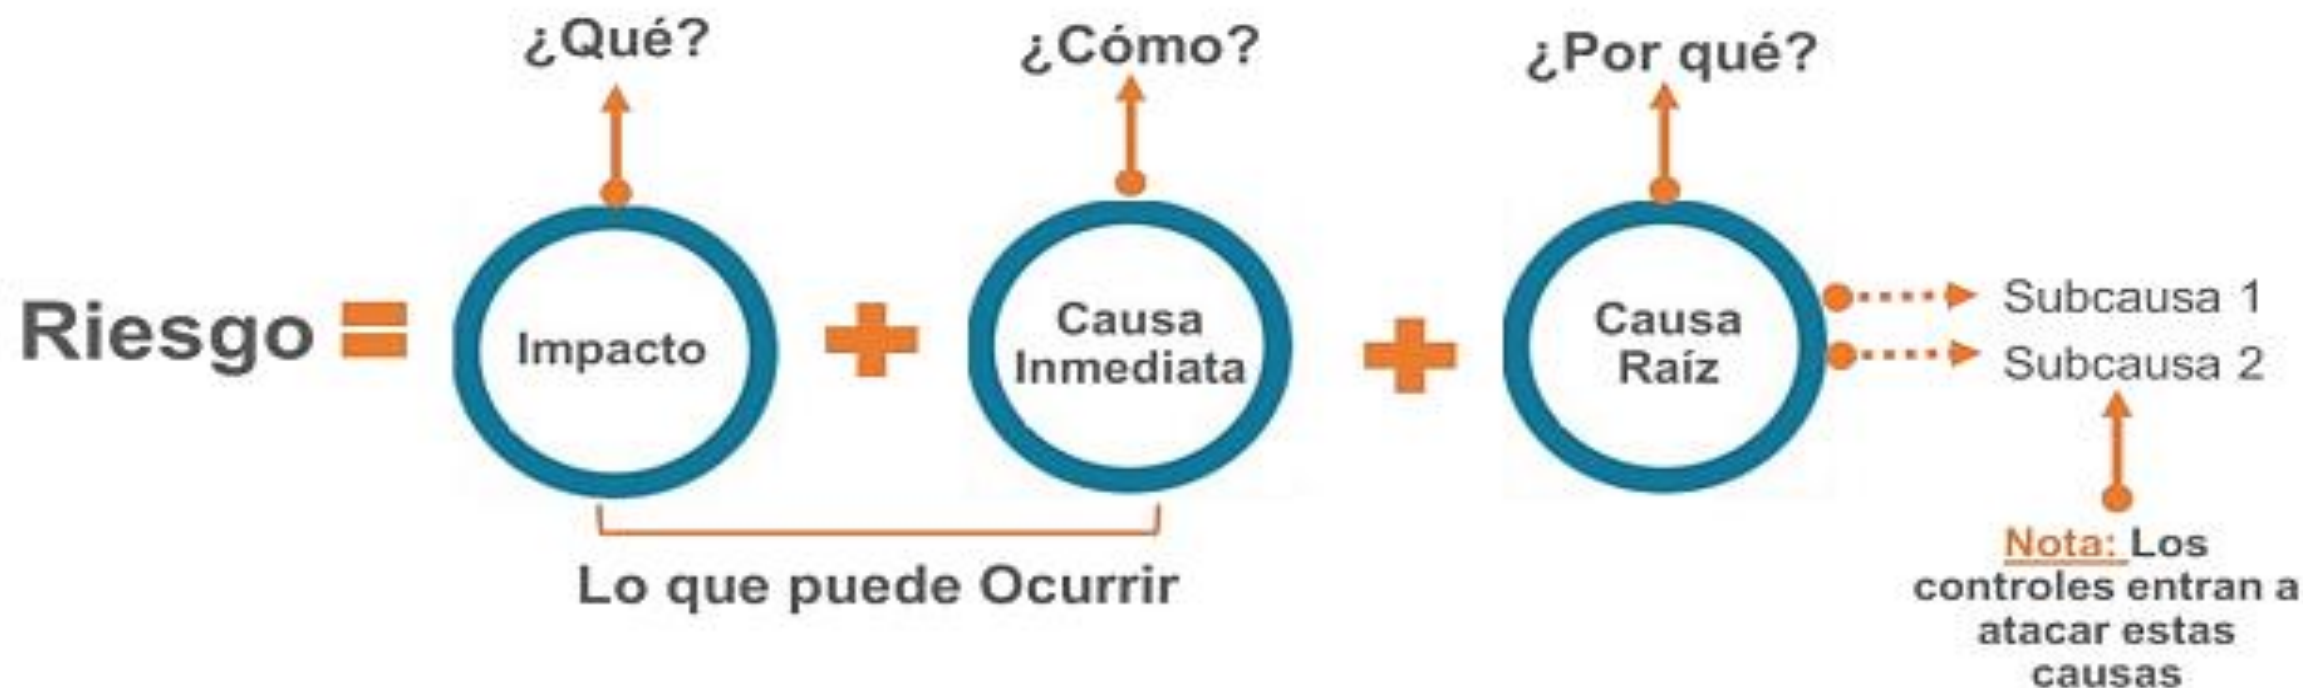 ¿Qué?
¿Cómo?
¿Por qué?
Riesgo =
Impacto
+
Causa
Inmediata
+
Causa
Raíz
Subcausa 1
Subcausa 2
Lo que puede Ocurrir
Nota: Los
controles entran a
atacar estas
causas